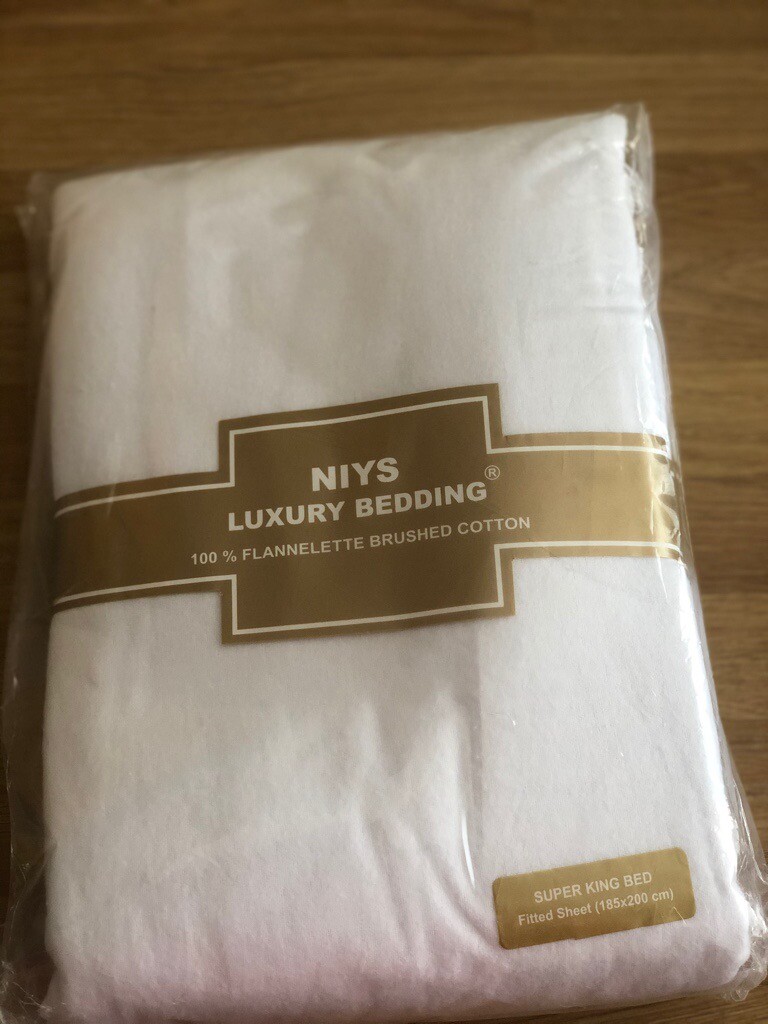 NIYS
LUXURY BEDDING®
100 % FLANNELETTE BRUSHED COTTON
SUPER KING BED
Fitted Sheet (185x200 cm)